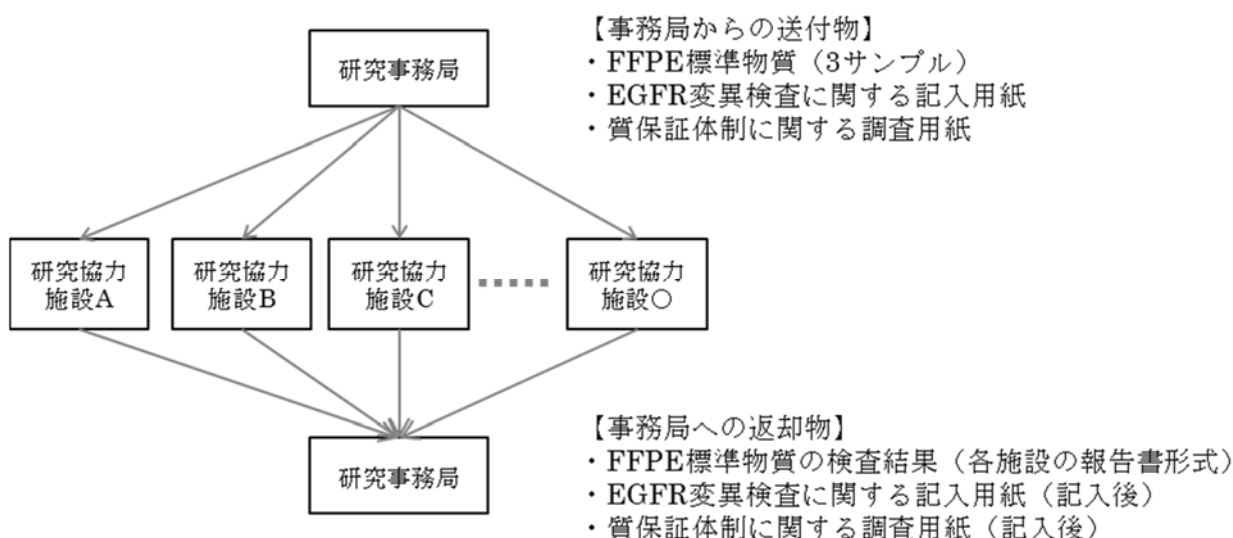 研究事務局
【事務局からの送付物】
・FFPE標準物質（3サンプル）
・EGFR変異検査に関する記入用紙
・質保証体制に関する調査用紙
研究協力
施設A
研究協力
施設B
研究協力
施設C
研究協力
施設〇
研究事務局
【事務局への返却物】
・FFPE標準物質の検査結果（各施設の報告書形式）
・EGFR変異検査に関する記入用紙（記入後）
・質保証体制に関する調査用紙（記入後）